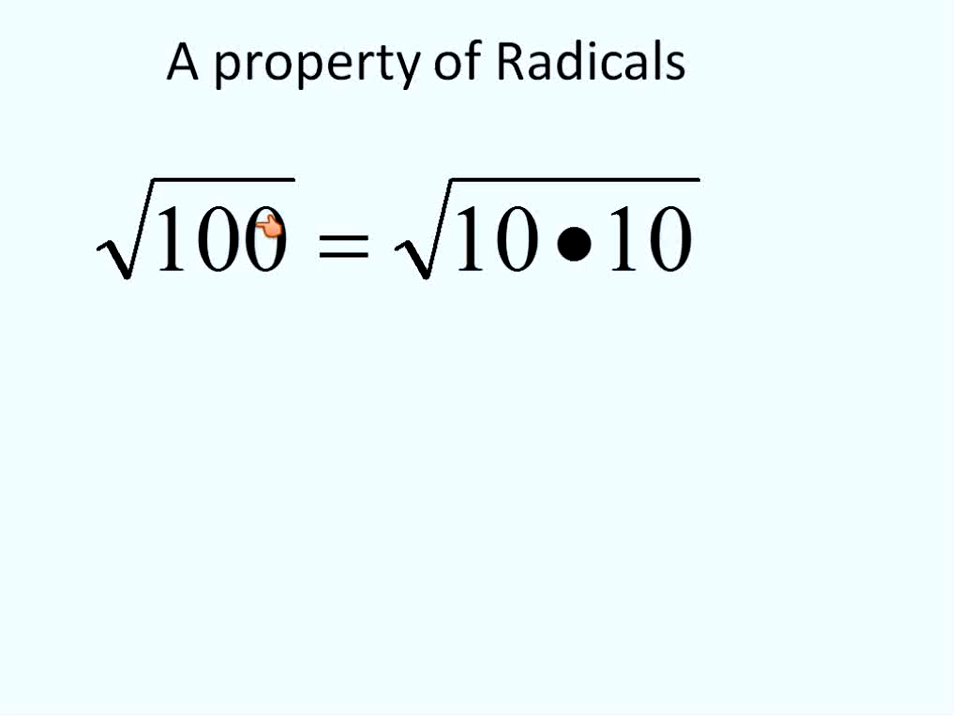 A property of Radicals
√100 = √10•10